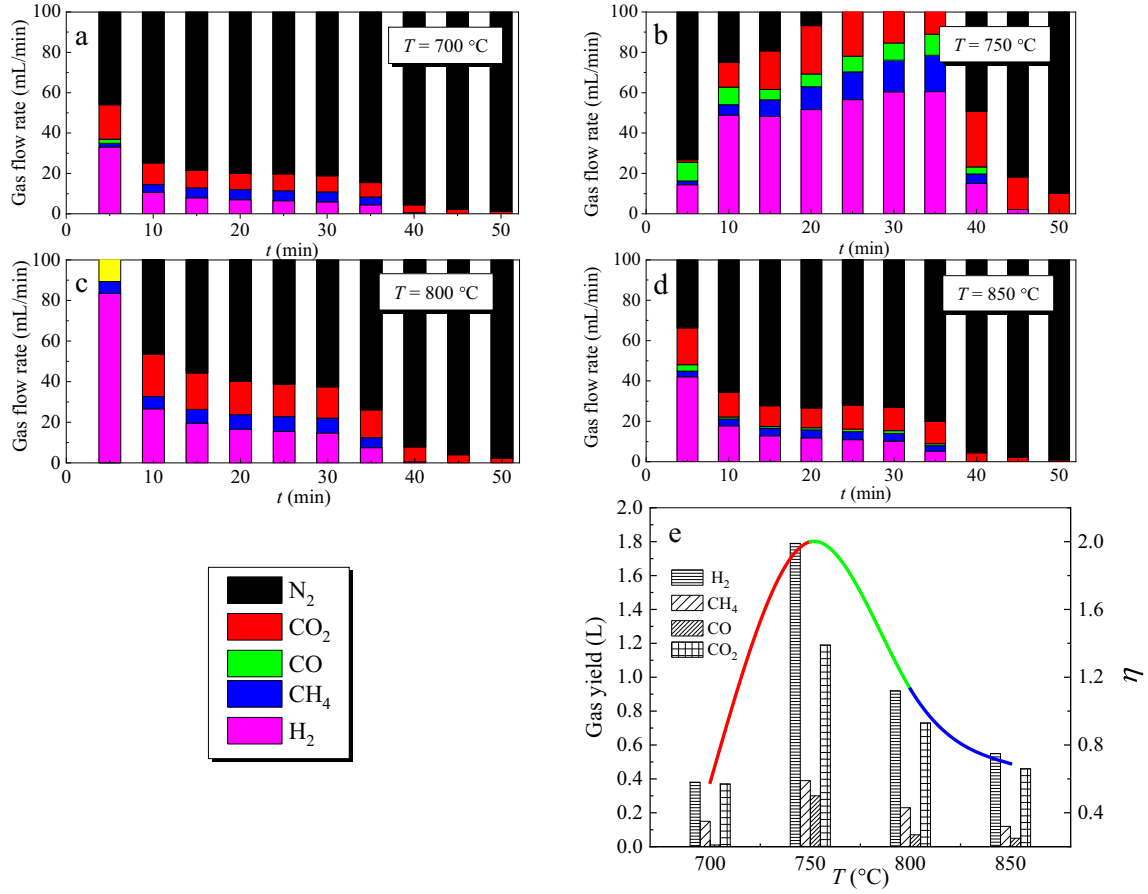 a
T = 700 °C
Gas flow rate (mL/min)
100
80
60
40
20
0
0 10 20 30 40 50
t (min)
b
T = 750 °C
Gas flow rate (mL/min)
100
80
60
40
20
0
0 10 20 30 40 50
t (min)
c
T = 800 °C
Gas flow rate (mL/min)
100
80
60
40
20
0
0 10 20 30 40 50
t (min)
d
T = 850 °C
Gas flow rate (mL/min)
100
80
60
40
20
0
0 10 20 30 40 50
t (min)
N2
CO2
CO
CH4
H2
e
H2
CH4
CO
CO2
Gas yield (L)
2.0
1.8
1.6
1.4
1.2
1.0
0.8
0.6
0.4
0.2
0.0
700 750 800 850
T (°C)
2.0
1.6
1.2
0.8
0.4
η